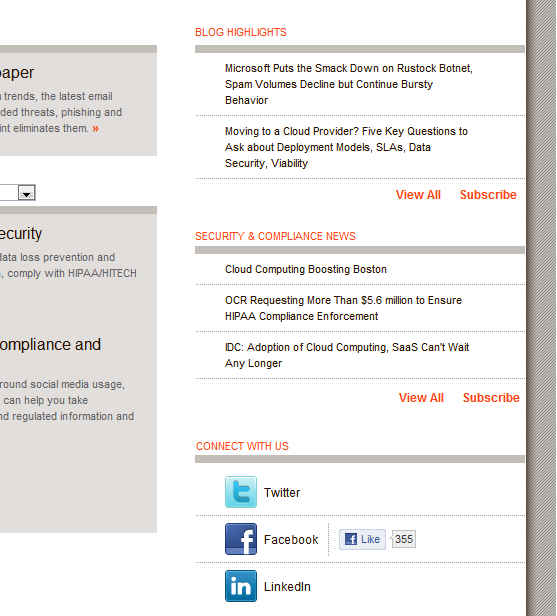 paper
trends, the latest email
ded threats, phishing and
int eliminates them. »
ecurity
data loss prevention and
, comply with HIPAA/HITECH
ompliance and
round social media usage,
can help you take
nd regulated information and
BLOG HIGHLIGHTS
Microsoft Puts the Smack Down on Rustock Botnet,
Spam Volumes Decline but Continue Bursty
Behavior
Moving to a Cloud Provider? Five Key Questions to
Ask about Deployment Models, SLAs, Data
Security, Viability
View All Subscribe
SECURITY & COMPLIANCE NEWS
Cloud Computing Boosting Boston
OCR Requesting More Than $5.6 million to Ensure
HIPAA Compliance Enforcement
IDC: Adoption of Cloud Computing, SaaS Can't Wait
Any Longer
View All Subscribe
CONNECT WITH US
t Twitter
f Facebook f Like 355
in LinkedIn